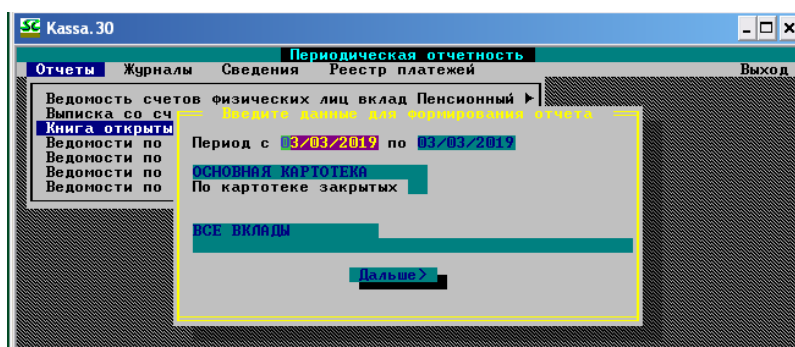 SC Kassa.30
Периодическая отчетность
Отчеты Журналы Сведения Реестр платежей Выход
Ведомость счетов физических лиц вклад Пенсионный ►
Выписка со сч
Введите данные для формирования отчета
Книга открыты
Ведомости по
Период с 03/03/2019 по 03/03/2019
Ведомости по
Ведомости по
ОСНОВНАЯ КАРТОТЕКА
Ведомости по
По картотеке закрытых
ВСЕ ВКЛАДЫ
Дальше>